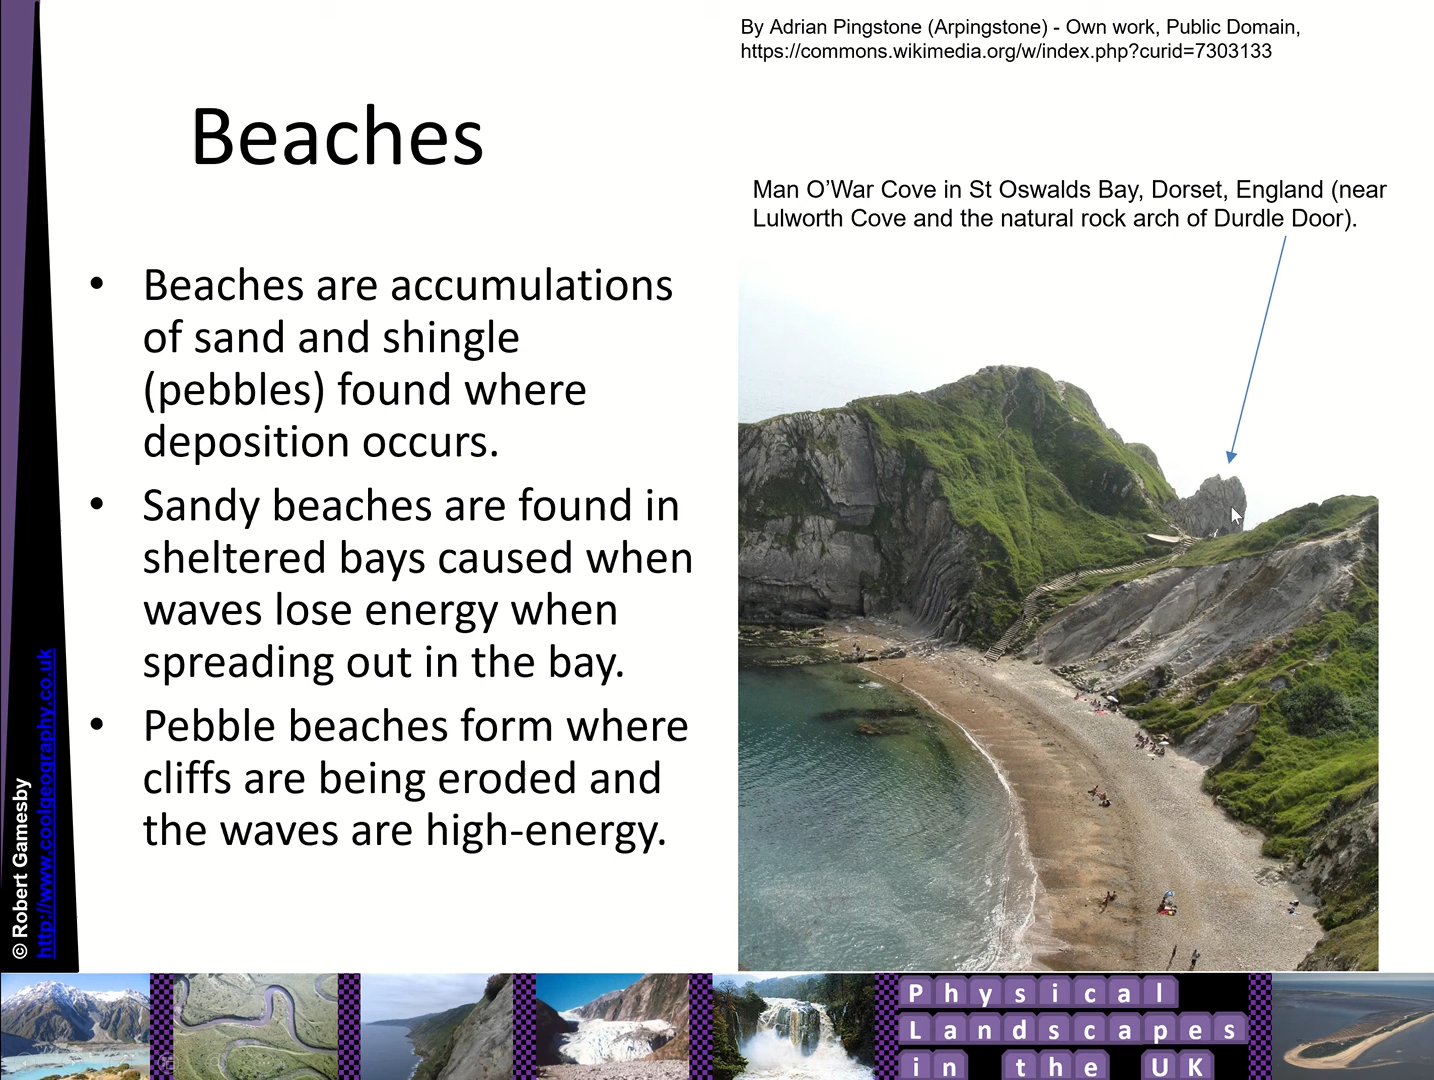 By Adrian Pingstone (Arpingstone) - Own work, Public Domain,
https://commons.wikimedia.org/w/index.php?curid=7303133
Beaches
Man O’War Cove in St Oswalds Bay, Dorset, England (near
Lulworth Cove and the natural rock arch of Durdle Door).
• Beaches are accumulations
of sand and shingle
(pebbles) found where
deposition occurs.
• Sandy beaches are found in
sheltered bays caused when
waves lose energy when
spreading out in the bay.
• Pebble beaches form where
cliffs are being eroded and
the waves are high-energy.
© Robert Gamesby
http://www.coolgeography.co.uk
Physical
Landscapes
in the UK